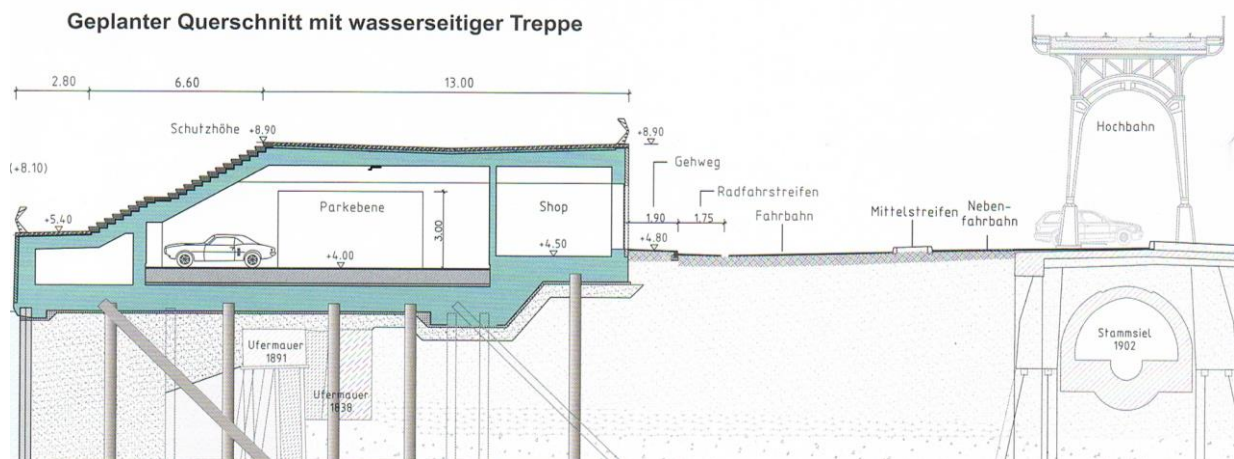 Geplanter Querschnitt mit wasserseitiger Treppe
2.80
6.60
13.00
Schutzhöhe
+8,90
+8.90
(+8.10)
+5,40
Parkebene
3.00
Shop
+4.00
+4.50
Gehweg
Radfahrstreifen
1.90
1.75
Fahrbahn
+4.80
Mittelstreifen
Neben-
fahrbahn
Hochbahn
Stammsiel
1902
Ufermauer
1891
Ufermauer
1838